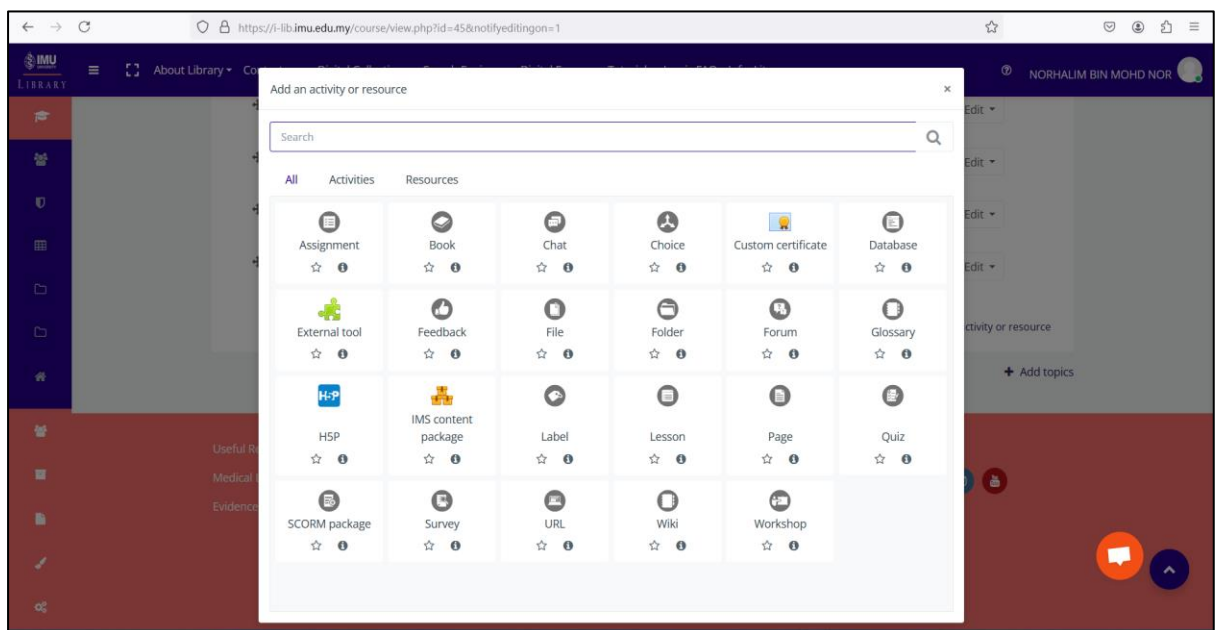 https://i-lib.imu.edu.my/course/view.php?id=45&notifyeditingon=1
IMU
LIBRARY
About Library
NORHALIM BIN MOHD NOR
Add an activity or resource
×
Search
All Activities Resources
Edit
Edit
Edit
Edit
Assignment Book Chat Choice Custom certificate Database
External tool Feedback File Folder Forum Glossary
H5P
H5P IMS content package Label Lesson Page Quiz
SCORM package Survey URL Wiki Workshop
activity or resource
+ Add topics
Useful
Medical
Evidence